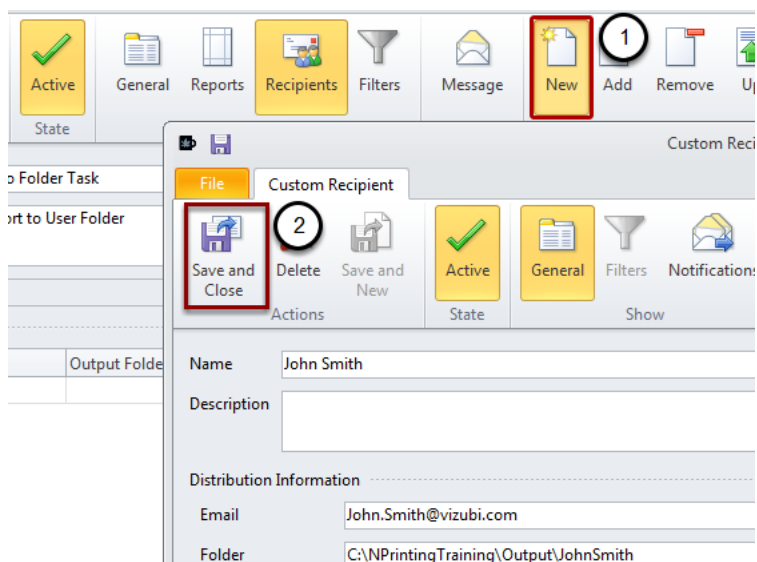 1
Active General Reports Recipients Filters Message New Add Remove
State
Custom
o Folder Task
File Custom Recipient
ort to User Folder
2
Save and Close Delete Save and New Active General Filters Notifications
Actions State Show
Output Folde
Name John Smith
Description
Distribution Information
Email John.Smith@vizubi.com
Folder C:\NPrintingTraining\Output\JohnSmith